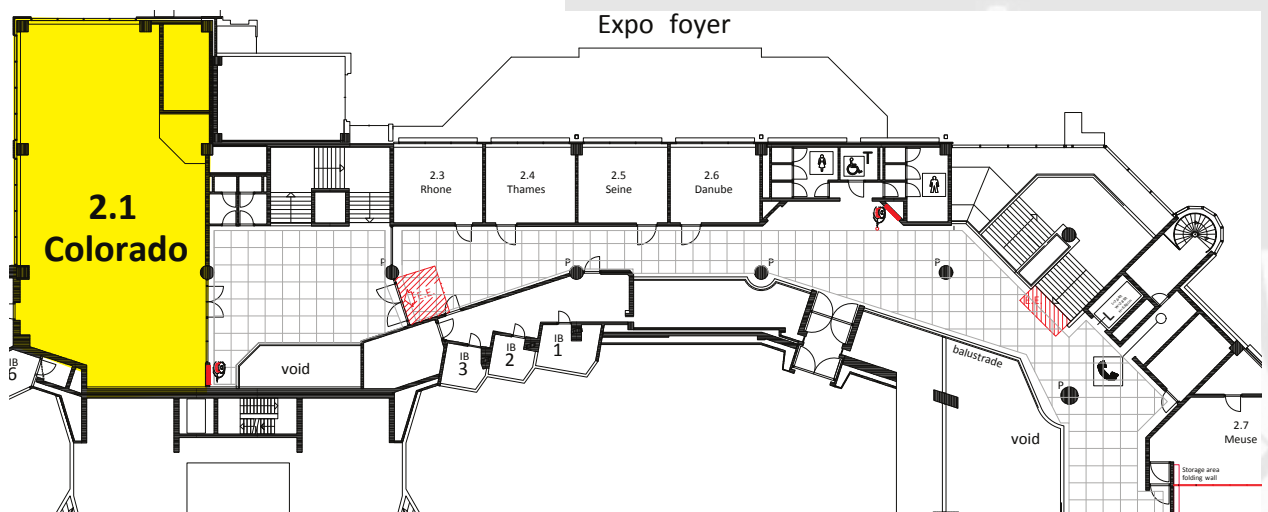 Expo foyer
2.1
Colorado
2.3
Rhone
2.4
Thames
2.5
Seine
2.6
Danube
T
P
P
P
P
P
E.E.
IB
1
IB
2
IB
3
IB
6
void
L
balustrade
void
2.7
Meuse
Storage area
folding wall